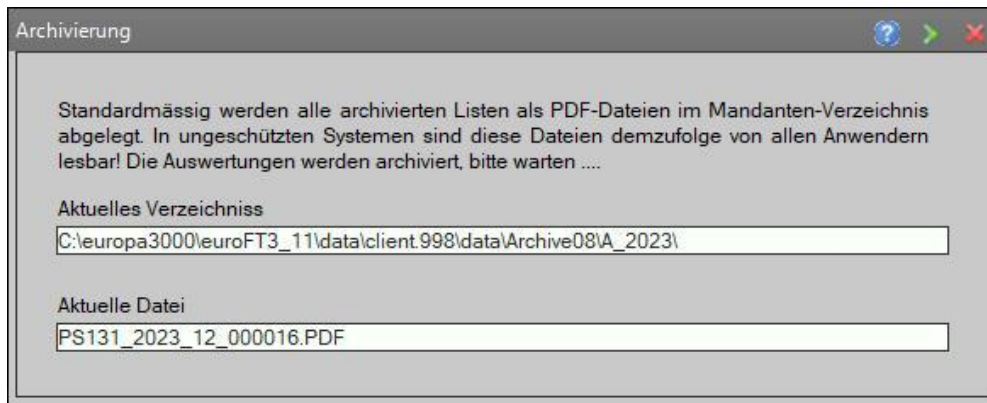 Archivierung
Standardmässig werden alle archivierten Listen als PDF-Dateien im Mandanten-Verzeichnis
abgelegt. In ungeschützten Systemen sind diese Dateien demzufolge von allen Anwendern
lesbar! Die Auswertungen werden archiviert, bitte warten ....
Aktuelles Verzeichniss
C:\europa3000\euroFT3_11\data\client.998\data\Archive08\A_2023\
Aktuelle Datei
PS131_2023_12_000016.PDF